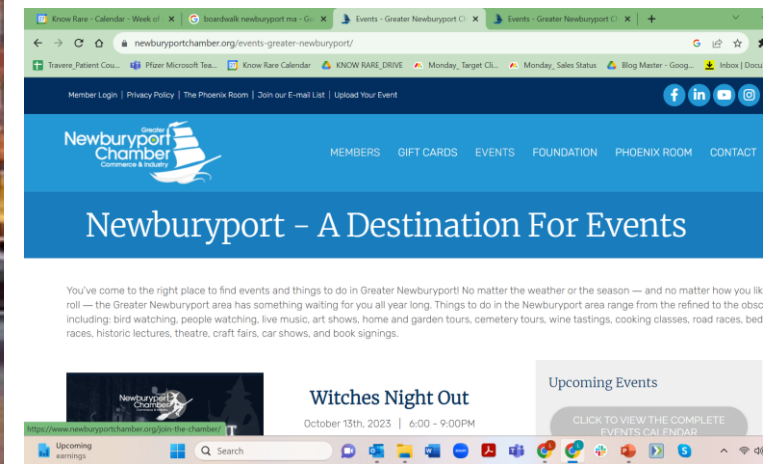 Know Rare - Calendar - Week of
boardwalk newburyport ma - Go
Events - Greater Newburyport C
Events - Greater Newburyport C
newburyportchamber.org/events-greater-newburyport/
Travere_Patient Cou...
Pfizer Microsoft Tea...
Know Rare Calendar
KNOW RARE_DRIVE
Monday_Target Cli...
Monday_Sales Status
Blog Master - Goog...
Inbox | Docu
Member Login | Privacy Policy | The Phoenix Room | Join our E-mail List | Upload Your Event
Greater
Newburyport
Chamber
Commerce & Industry
MEMBERS GIFT CARDS EVENTS FOUNDATION PHOENIX ROOM CONTACT
Newburyport – A Destination For Events
You've come to the right place to find events and things to do in Greater Newburyport! No matter the weather or the season — and no matter how you lik
roll — the Greater Newburyport area has something waiting for you all year long. Things to do in the Newburyport area range from the refined to the obsc
including: bird watching, people watching, live music, art shows, home and garden tours, cemetery tours, wine tastings, cooking classes, road races, bed
races, historic lectures, theatre, craft fairs, car shows, and book signings.
Newburyport
Chamber
Witches Night Out
October 13th, 2023 | 6:00 - 9:00PM
Upcoming Events
CLICK TO VIEW THE COMPLETE
EVENTS CALENDAR
https://www.newburyportchamber.org/join-the-chamber/
Upcoming
earnings
Search